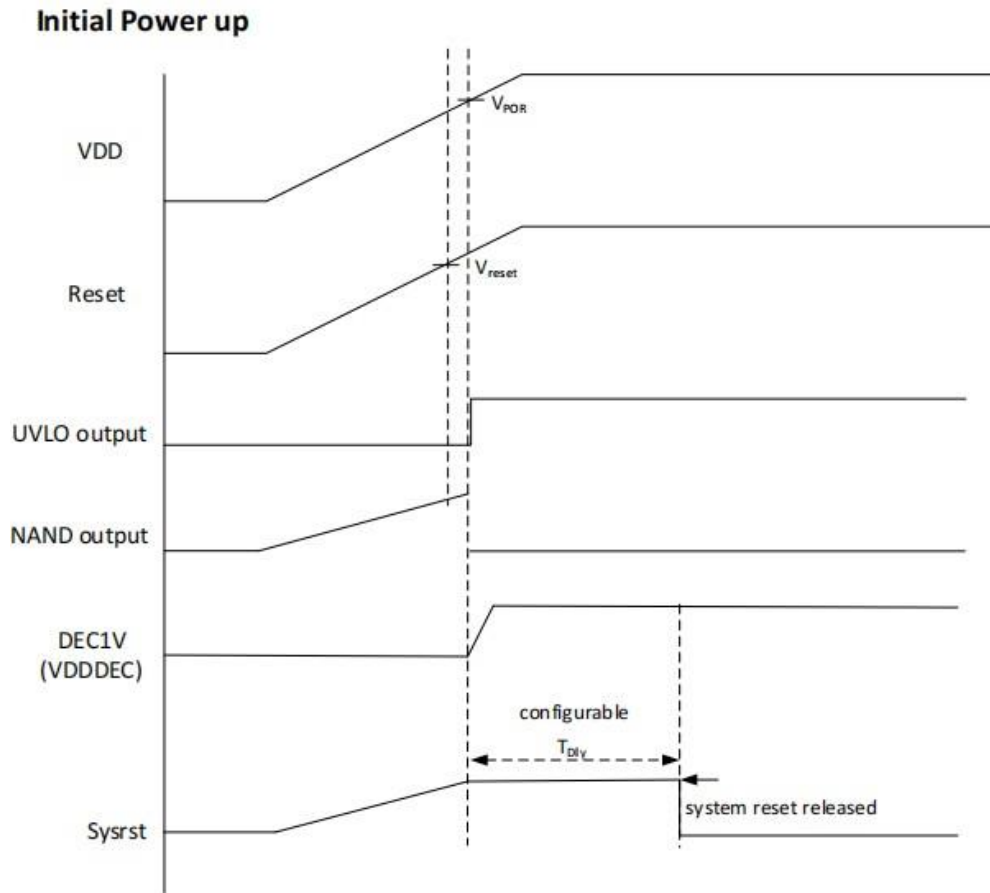 Initial Power up
VPOR
VDD
Vreset
Reset
UVLO output
NAND output
DEC1V
(VDDDEC)
configurable
TDly
system reset released
Sysrst